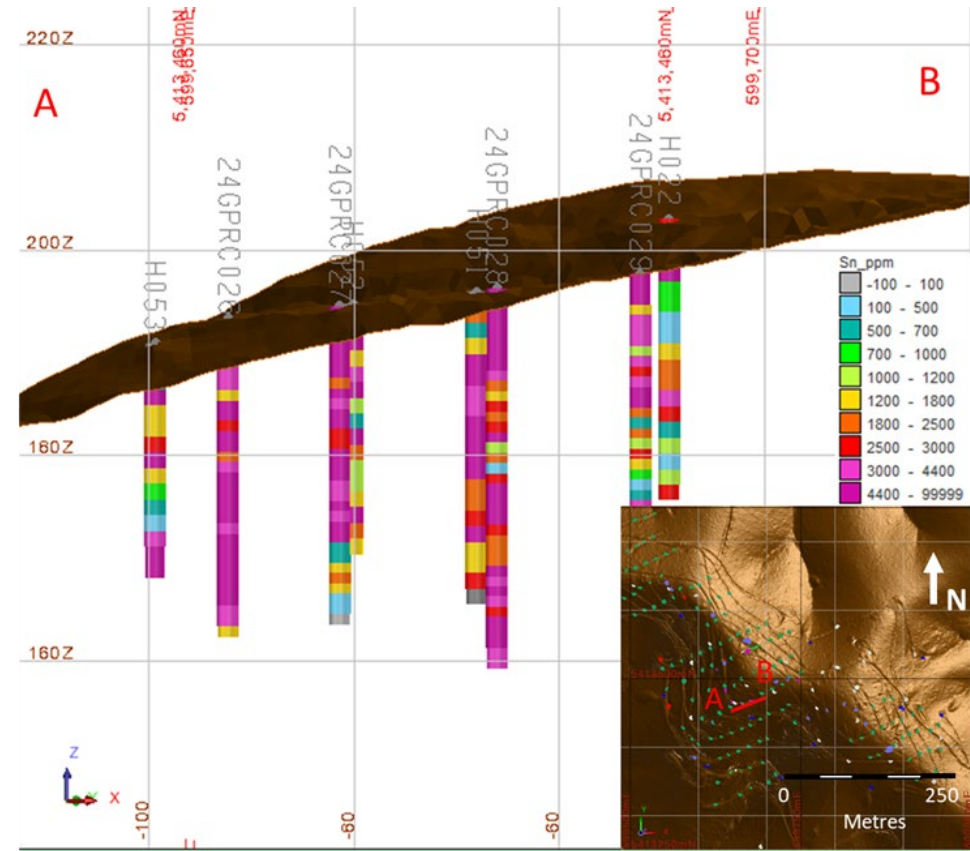 220Z
5,413,460mN
A
5,413,480mN
599,700mE
B
24GPRC029
H022
24GPRC027
24GPRC028
24GPRC026
H053
H051
200Z
Sn_ppm
-100 - 100
100 - 500
500 - 700
700 - 1000
1000 - 1200
1200 - 1800
1800 - 2500
2500 - 3000
3000 - 4400
4400 - 99999
180Z
160Z
N
A
B
0
250
Metres
Z
X
-100
-80
-60